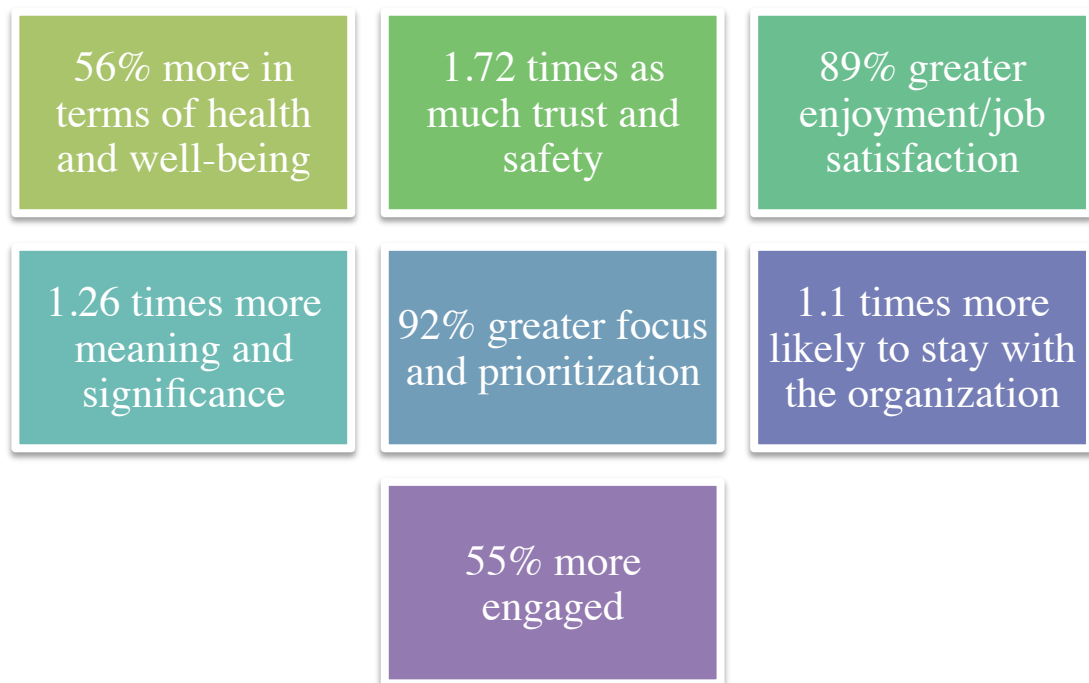 56% more in
terms of health
and well-being
1.72 times as
much trust and
safety
89% greater
enjoyment/job
satisfaction
1.26 times more
meaning and
significance
92% greater focus
and prioritization
1.1 times more
likely to stay with
the organization
55% more
engaged